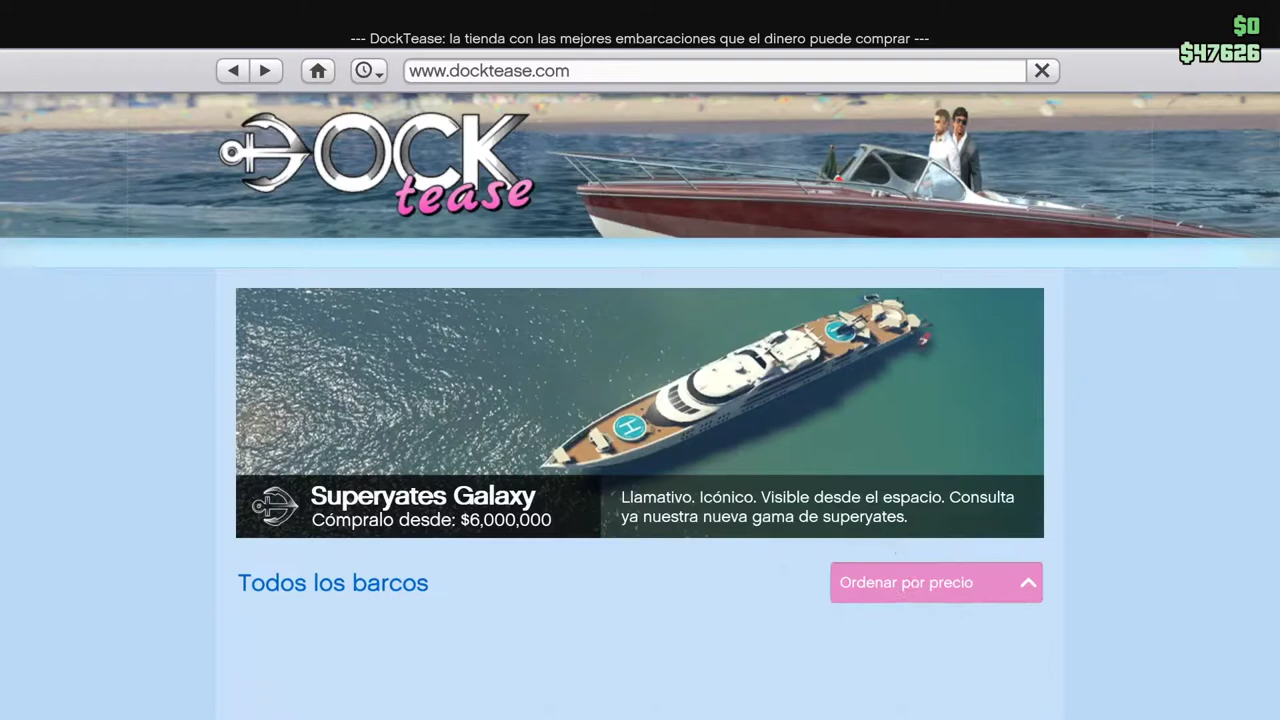 $0
--- DockTease: la tienda con las mejores embarcaciones que el dinero puede comprar ---
$47626
www.docktease.com
DOCK
tease
H
Superyates Galaxy
Cómpralo desde: $6,000,000
Llamativo. Icónico. Visible desde el espacio. Consulta
ya nuestra nueva gama de superyates.
Todos los barcos
Ordenar por precio